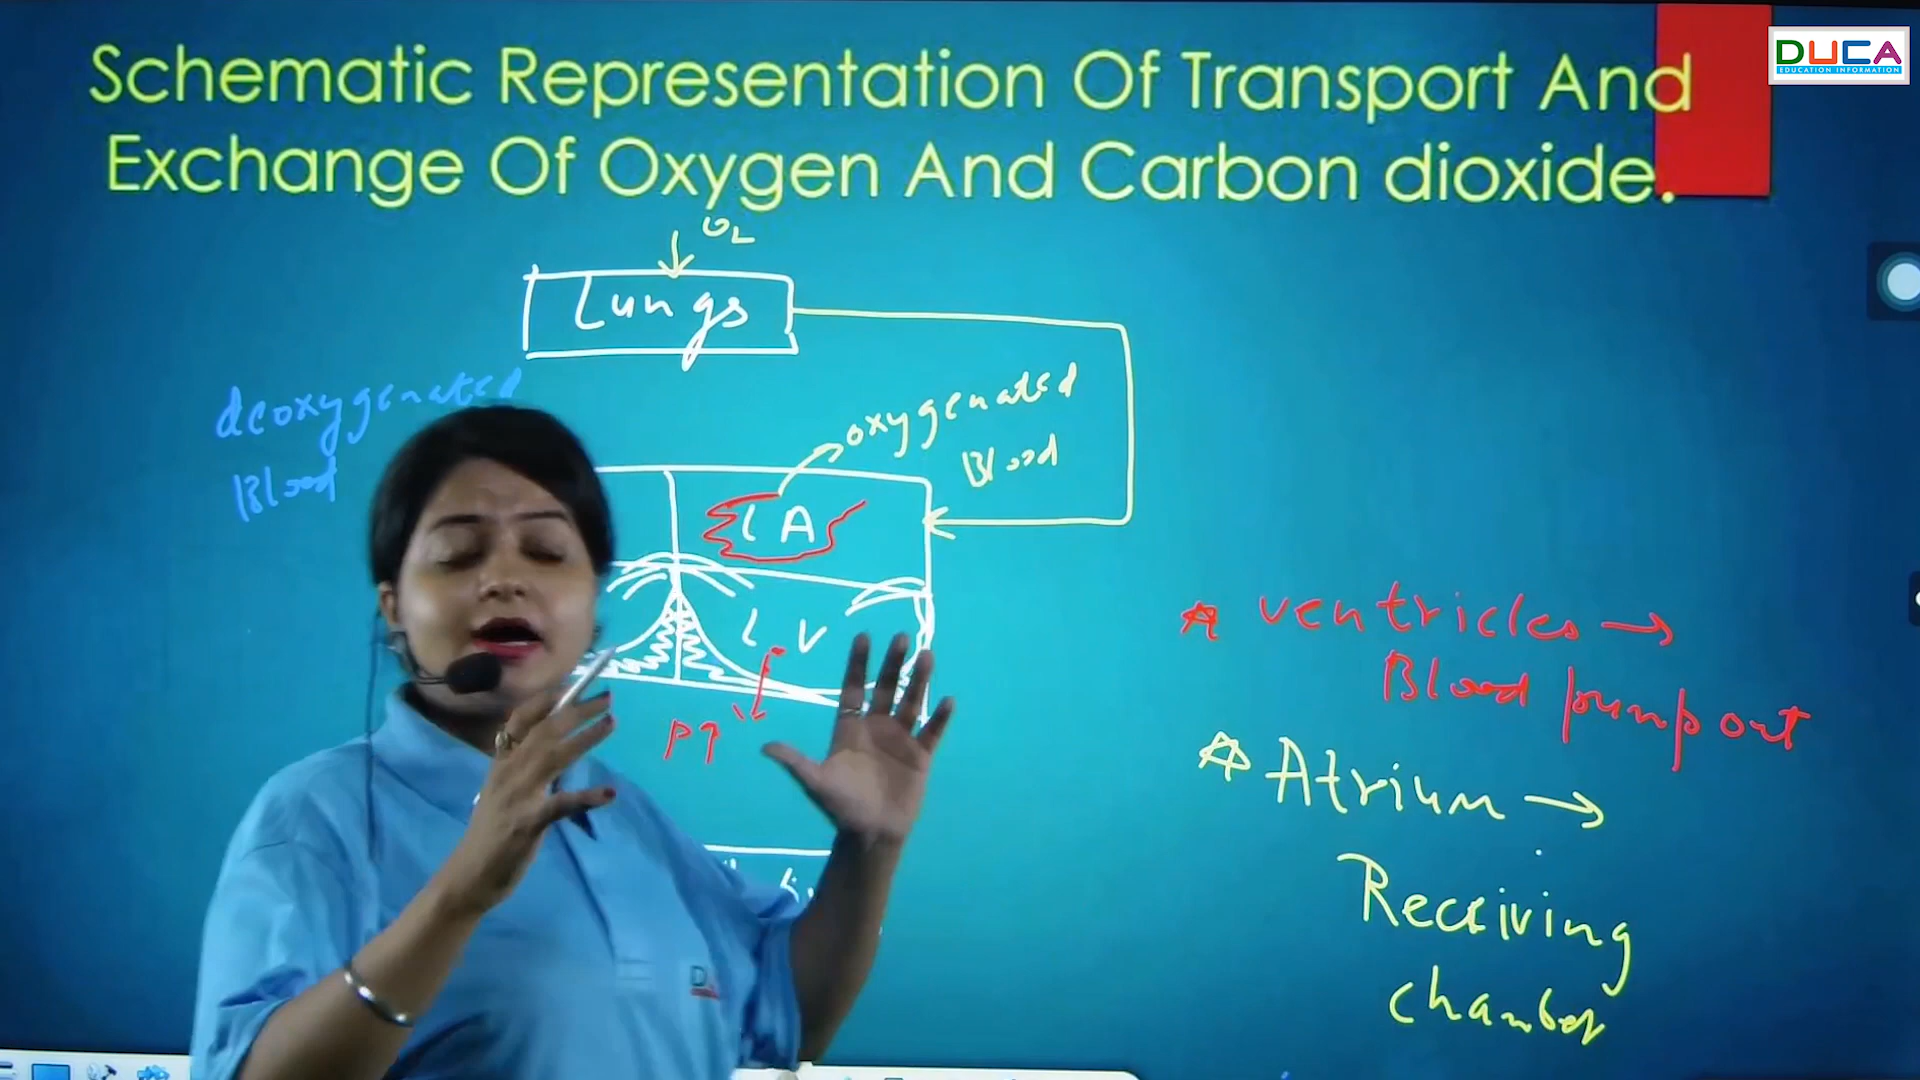 Schematic Representation Of Transport And
Exchange Of Oxygen And Carbon dioxide.
DUCA
EDUCATION INFORMATION
O2
Lungs
deoxygenated
Blood
oxygenated
Blood
LA
LV
P↑
☆ Ventricles →
Blood pump out
☆ Atrium →
Receiving
chamber